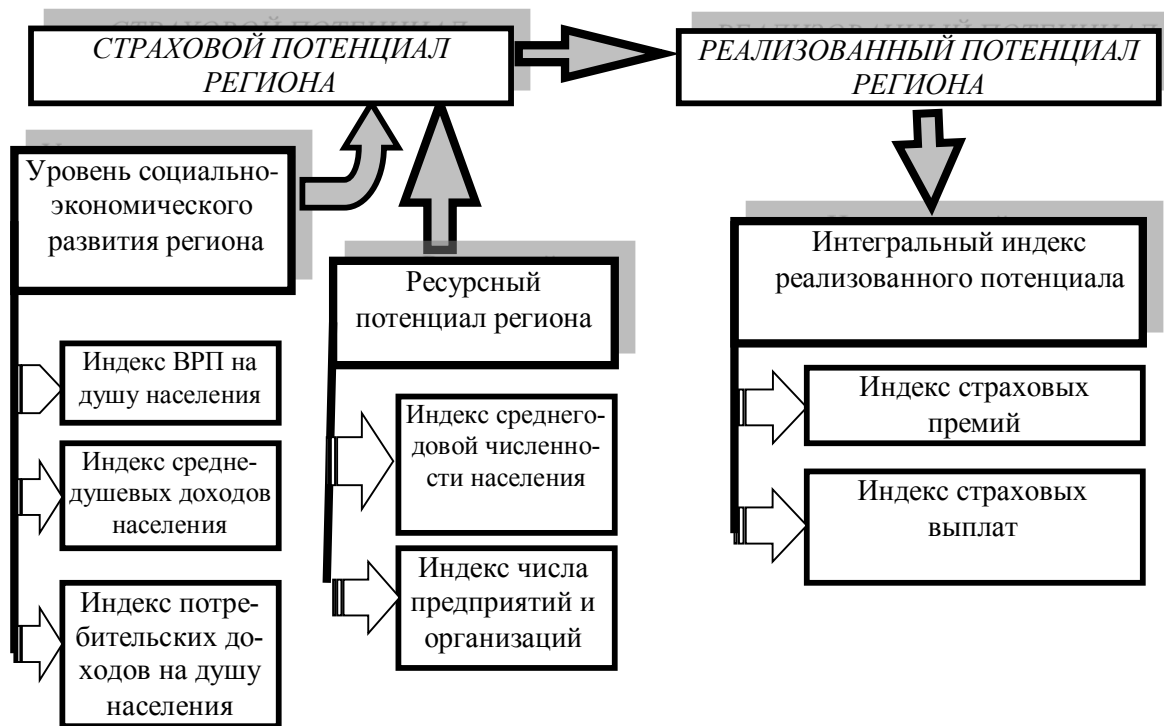 СТРАХОВОЙ ПОТЕНЦИАЛ
РЕГИОНА
РЕАЛИЗОВАННЫЙ ПОТЕНЦИАЛ
РЕГИОНА
Уровень социально-
экономического
развития региона
Индекс ВРП на
душу населения
Индекс средне-
душевых доходов
населения
Индекс потре-
бительских до-
ходов на душу
населения
Ресурсный
потенциал региона
Индекс среднего-
довой численно-
сти населения
Индекс числа
предприятий и
организаций
Интегральный индекс
реализованного потенциала
Индекс страховых
премий
Индекс страховых
выплат